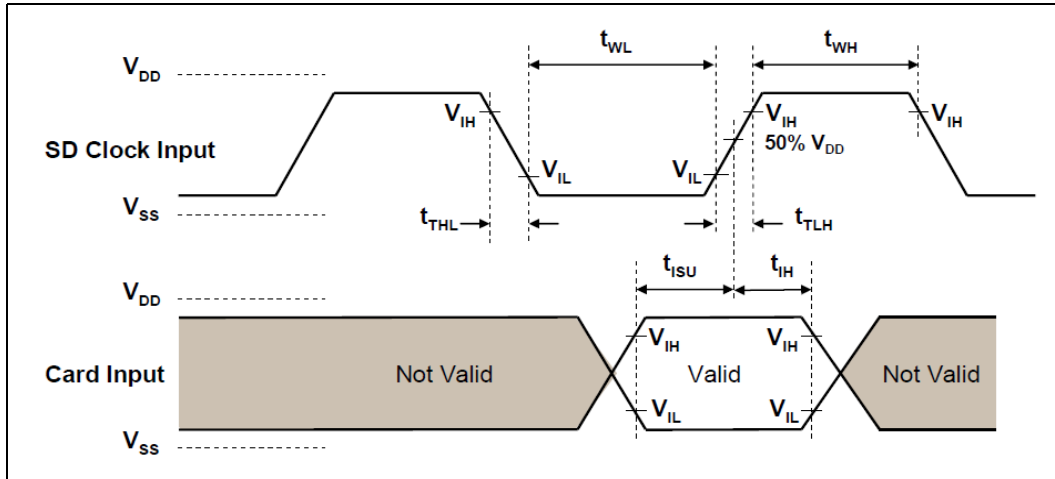 t_WL t_WH
V_DD
V_IH V_IH V_IH
50% V_DD
SD Clock Input
V_IL V_IL
V_SS
t_THL t_TLH
t_ISU t_IH
V_DD
V_IH V_IH
Card Input Not Valid Valid Not Valid
V_IL V_IL
V_SS